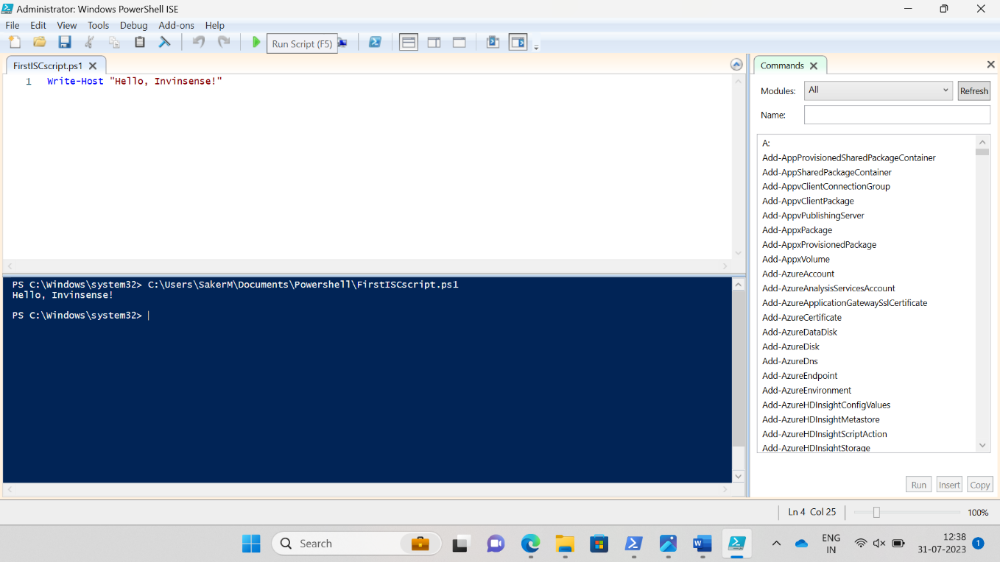 Administrator: Windows PowerShell ISE
File Edit View Tools Debug Add-ons Help
Run Script (F5)
FirstISCscript.ps1
1 Write-Host "Hello, Invinsense!"
PS C:\Windows\system32> C:\Users\SakerM\Documents\Powershell\FirstISCscript.ps1
Hello, Invinsense!
PS C:\Windows\system32>
Commands
Modules: All Refresh
Name:
A:
Add-AppProvisionedSharedPackageContainer
Add-AppSharedPackageContainer
Add-AppvClientConnectionGroup
Add-AppvClientPackage
Add-AppvPublishingServer
Add-AppxPackage
Add-AppxProvisionedPackage
Add-AppxVolume
Add-AzureAccount
Add-AzureAnalysisServicesAccount
Add-AzureApplicationGatewaySslCertificate
Add-AzureCertificate
Add-AzureDataDisk
Add-AzureDisk
Add-AzureDns
Add-AzureEndpoint
Add-AzureEnvironment
Add-AzureHDInsightConfigValues
Add-AzureHDInsightMetastore
Add-AzureHDInsightScriptAction
Add-AzureHDInsightStorage
Run Insert Copy
Ln 4 Col 25 100%
Search
ENG
IN
12:38
31-07-2023
1